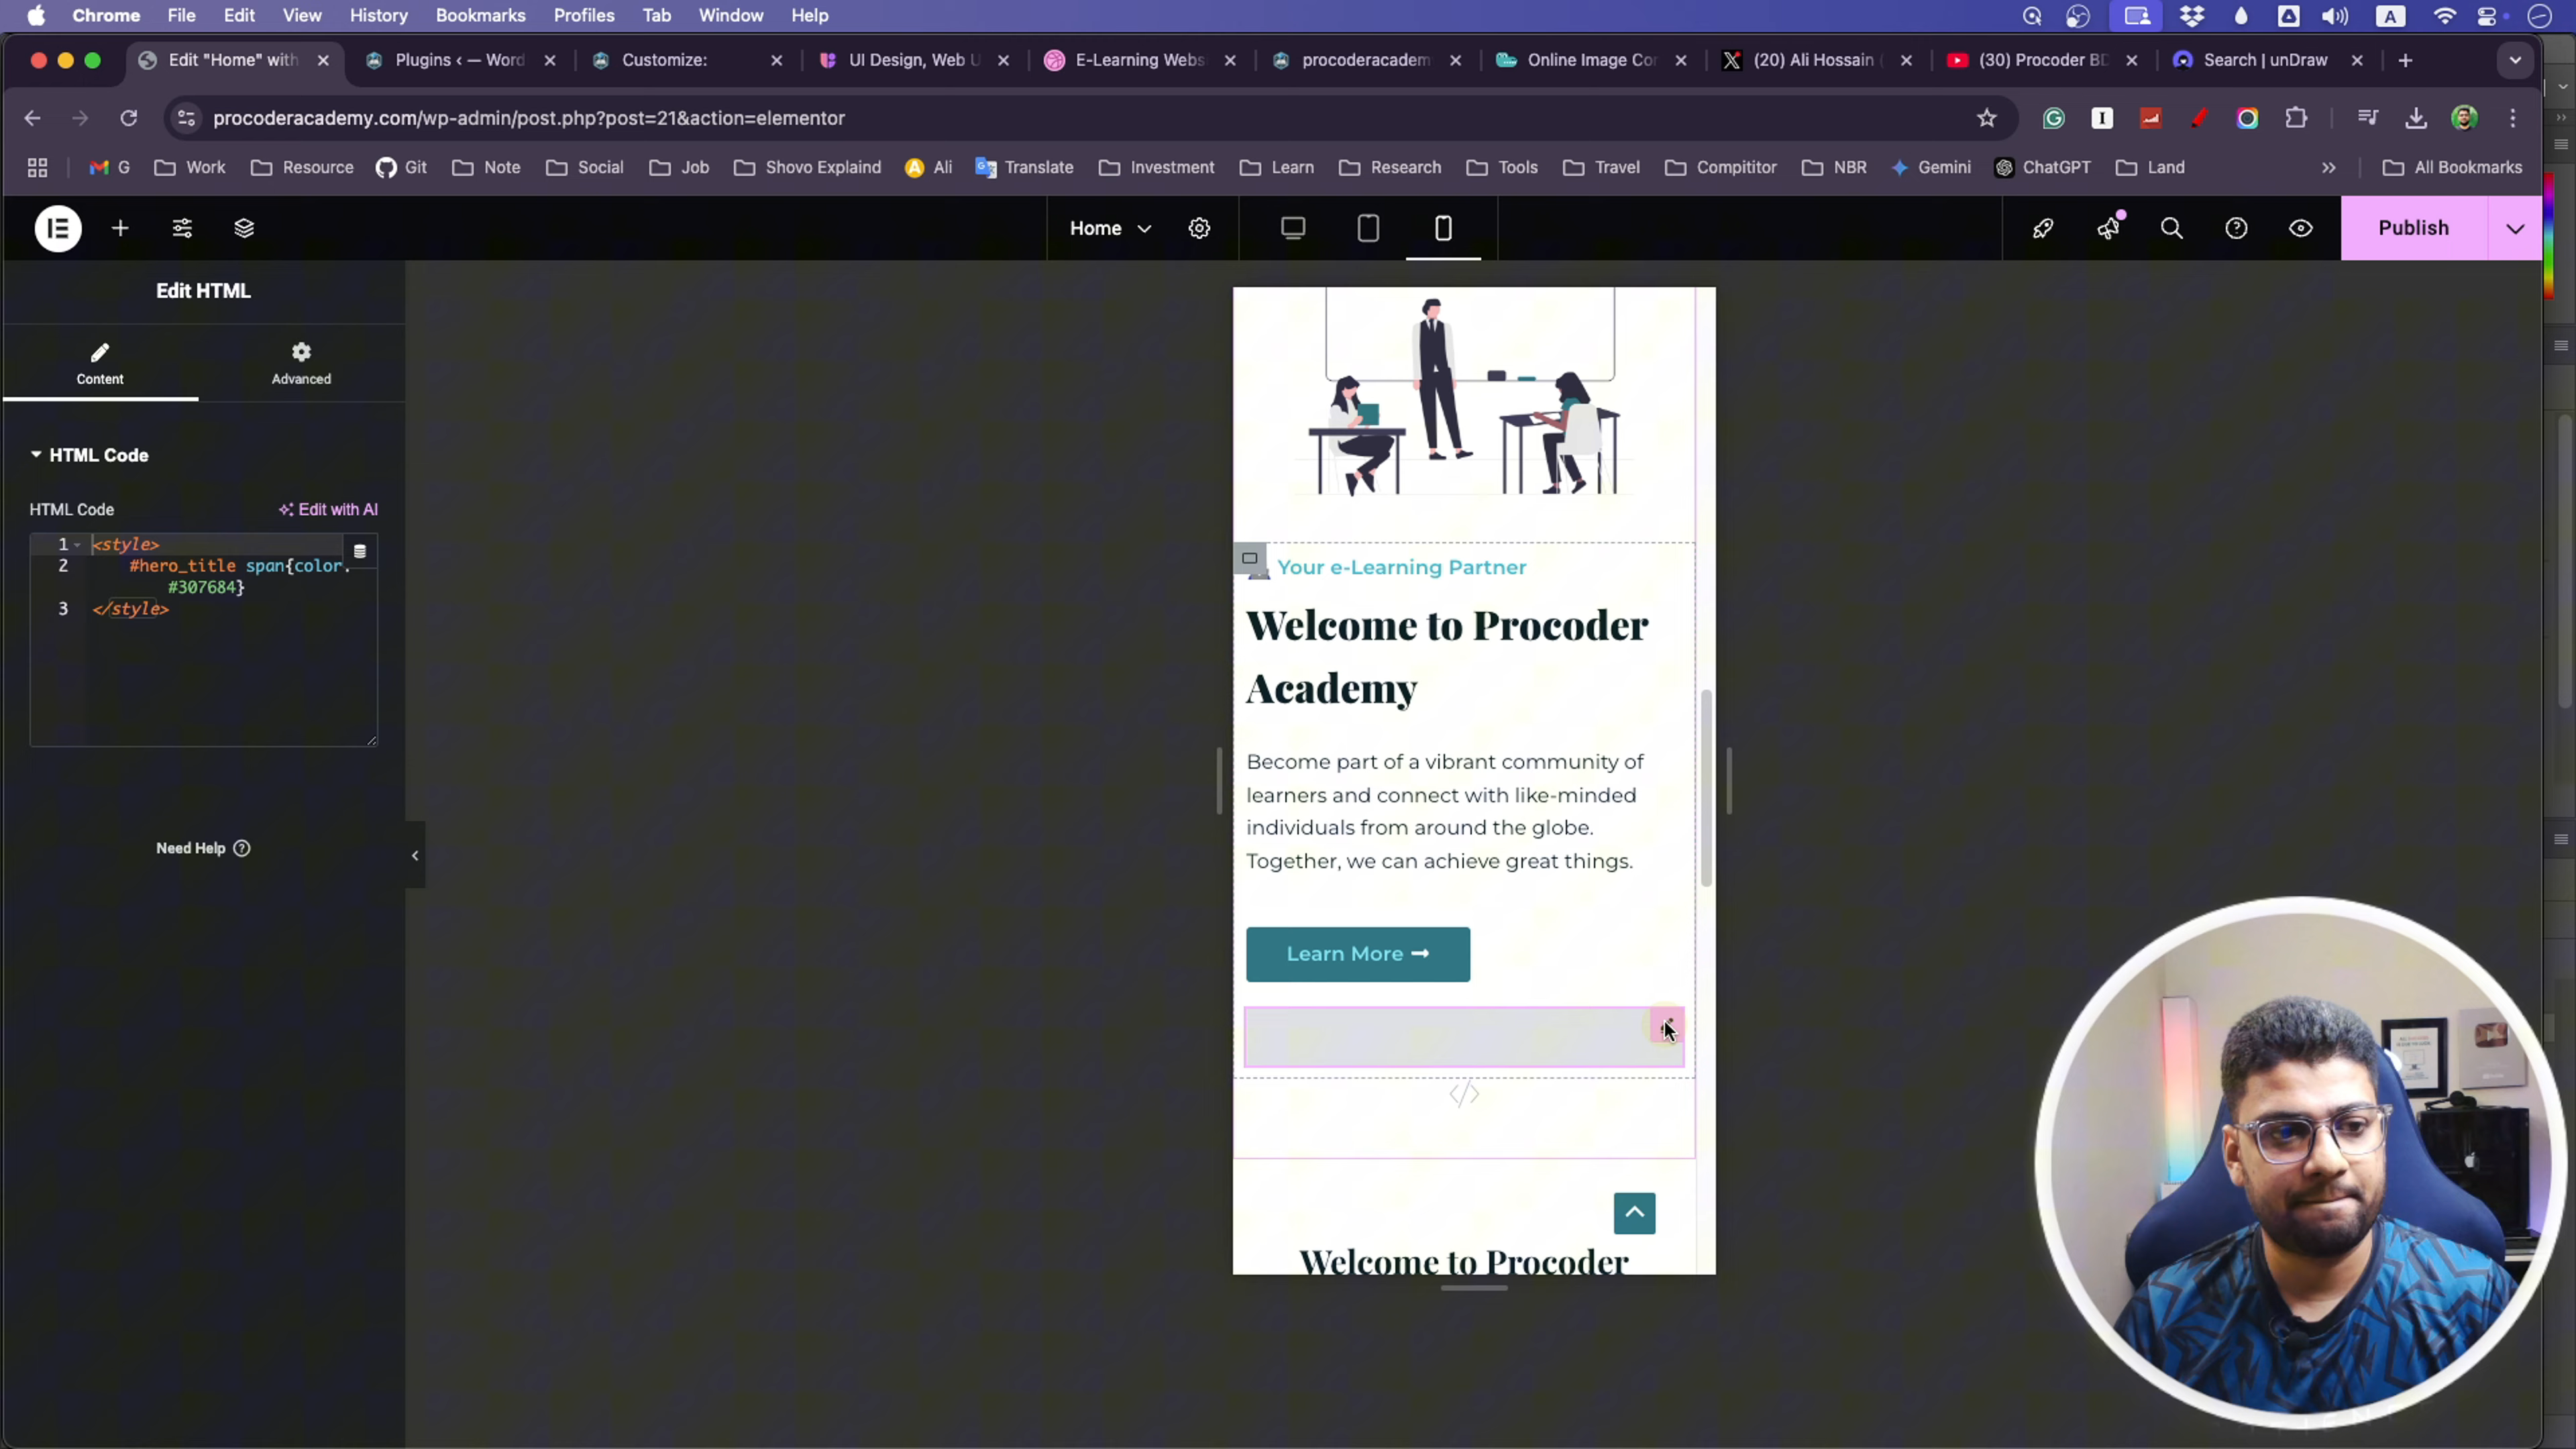 Chrome File Edit View History Bookmarks Profiles Tab Window Help A
Edit "Home" with Plugins ‹ — Word Customize: UI Design, Web U E-Learning Webs procoderacadem Online Image Co (20) Ali Hossain ( (30) Procoder BD Search | unDraw
procoderacademy.com/wp-admin/post.php?post=21&action=elementor
G Work Resource Git Note Social Job Shovo Explaind Ali Translate Investment Learn Research Tools Travel Compititor NBR Gemini ChatGPT Land All Bookmarks
Home Publish
Edit HTML
Content Advanced
HTML Code
HTML Code Edit with AI
1 <style>
2 #hero_title span{color:
#307684}
3 </style>
Need Help
Your e-Learning Partner
Welcome to Procoder
Academy
Become part of a vibrant community of
learners and connect with like-minded
individuals from around the globe.
Together, we can achieve great things.
Learn More
</>
Welcome to Procoder